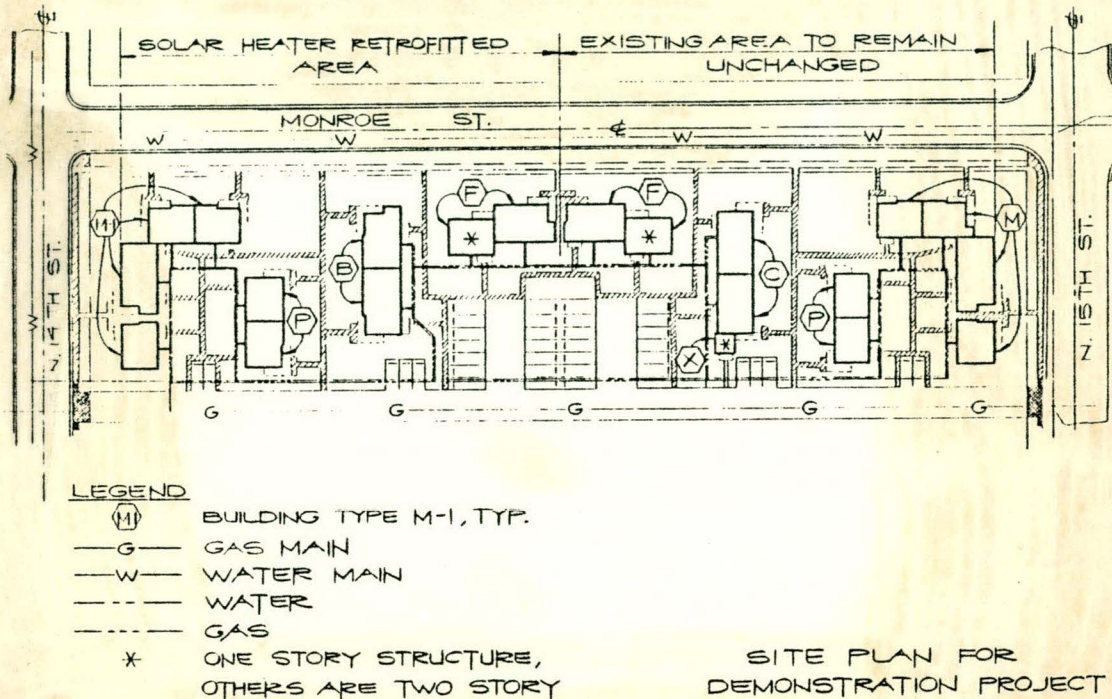 SOLAR HEATER RETROFITTED
AREA
EXISTING AREA TO REMAIN
UNCHANGED
MONROE ST.
W
W
W
W
W
W
N. 14TH ST.
N. 15TH ST.
M-1
F
F
M
B
C
P
P
*
*
*
X
G
G
G
G
G
LEGEND
M1 BUILDING TYPE M-1, TYP.
G GAS MAIN
W WATER MAIN
WATER
GAS
* ONE STORY STRUCTURE,
OTHERS ARE TWO STORY
SITE PLAN FOR
DEMONSTRATION PROJECT